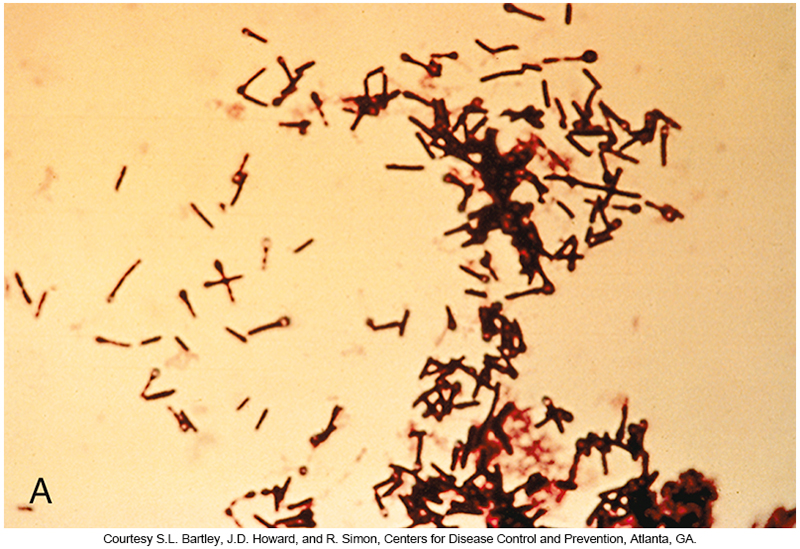 A
Courtesy S.L. Bartley, J.D. Howard, and R. Simon, Centers for Disease Control and Prevention, Atlanta, GA.